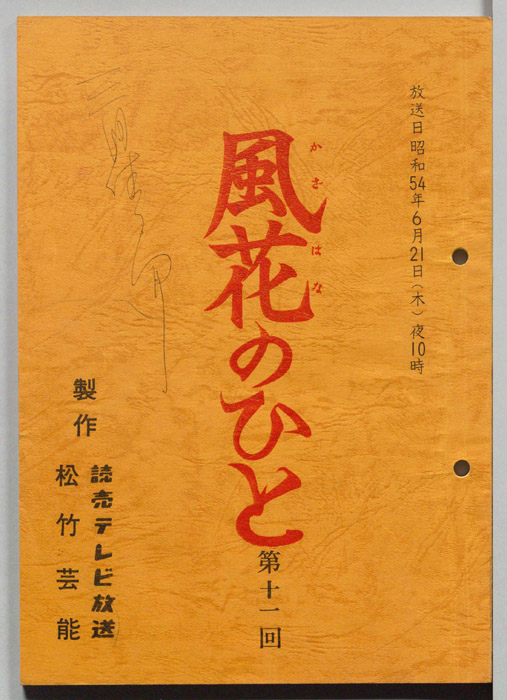 放送日 昭和54年6月21日(木)夜10時
かさはな
風花のひと
第十一回
製作
読売テレビ放送
松竹芸能